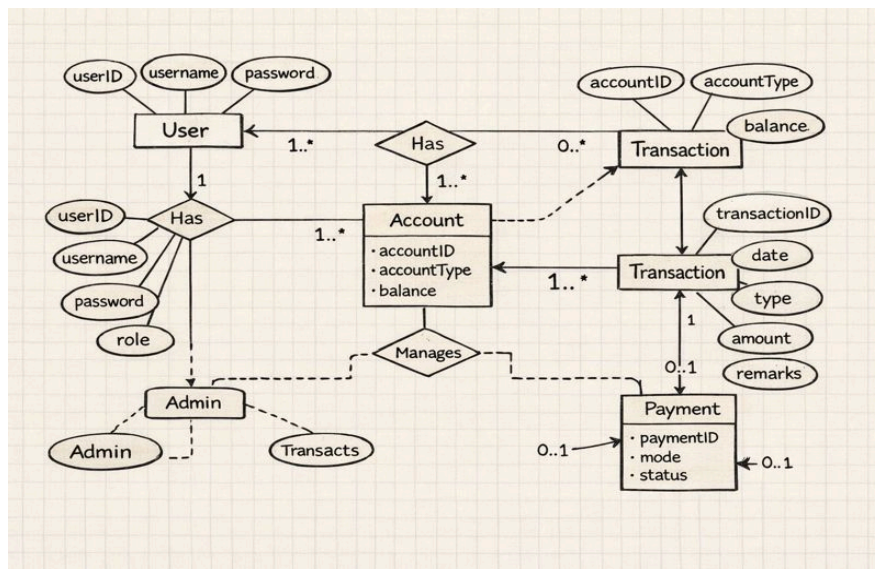 userID
username
password
User
1..*
Has
0..*
accountID
accountType
balance
Transaction
1
1..*
userID
Has
username
password
role
1..*
Account
· accountID
· accountType
· balance
1..*
transactionID
Transaction
date
type
amount
remarks
1
0..1
Manages
Admin
Admin
Transacts
Payment
· paymentID
· mode
· status
0..1
0..1